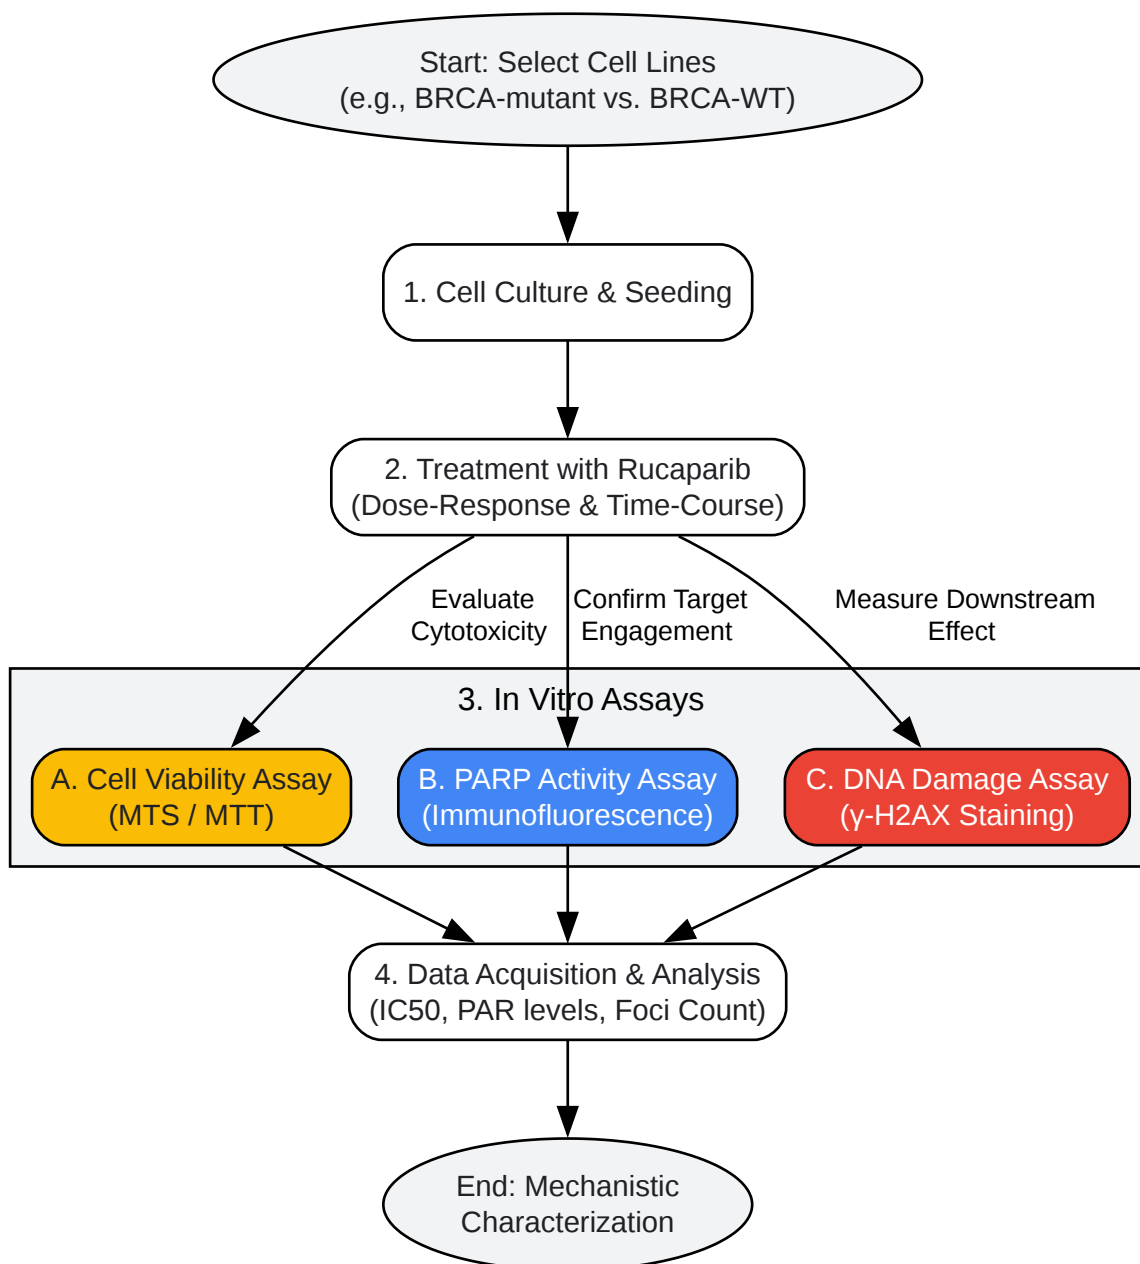 Start: Select Cell Lines
(e.g., BRCA-mutant vs. BRCA-WT)
1. Cell Culture & Seeding
2. Treatment with Rucaparib
(Dose-Response & Time-Course)
Evaluate
Cytotoxicity
Confirm Target
Engagement
Measure Downstream
Effect
3. In Vitro Assays
A. Cell Viability Assay
(MTS / MTT)
B. PARP Activity Assay
(Immunofluorescence)
C. DNA Damage Assay
(γ-H2AX Staining)
4. Data Acquisition & Analysis
(IC50, PAR levels, Foci Count)
End: Mechanistic
Characterization